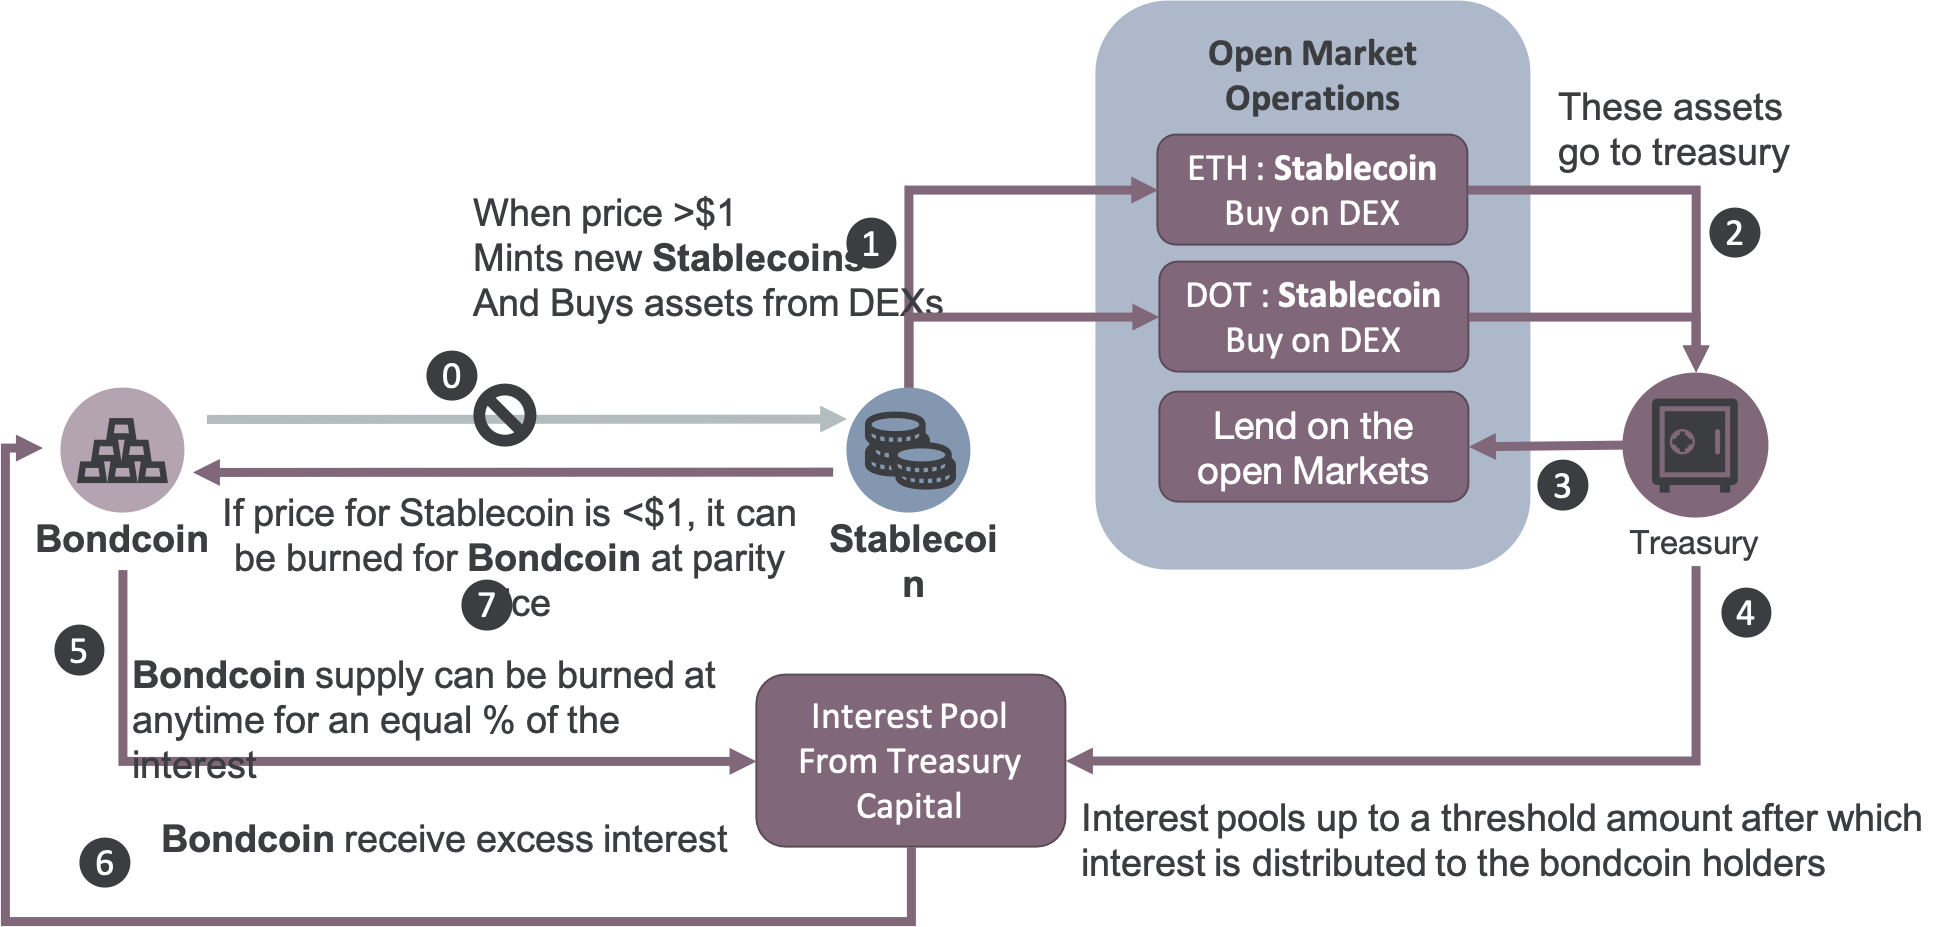 Open Market
Operations
These assets
go to treasury
ETH : Stablecoin
Buy on DEX
2
When price >$1
Mints new Stablecoins
And Buys assets from DEXs
1
DOT : Stablecoin
Buy on DEX
0
Lend on the
open Markets
3
Bondcoin
If price for Stablecoin is <$1, it can
be burned for Bondcoin at parity
ce
7
Stablecoi
n
Treasury
4
5
Bondcoin supply can be burned at
anytime for an equal % of the
interest
Interest Pool
From Treasury
Capital
Bondcoin receive excess interest
6
Interest pools up to a threshold amount after which
interest is distributed to the bondcoin holders